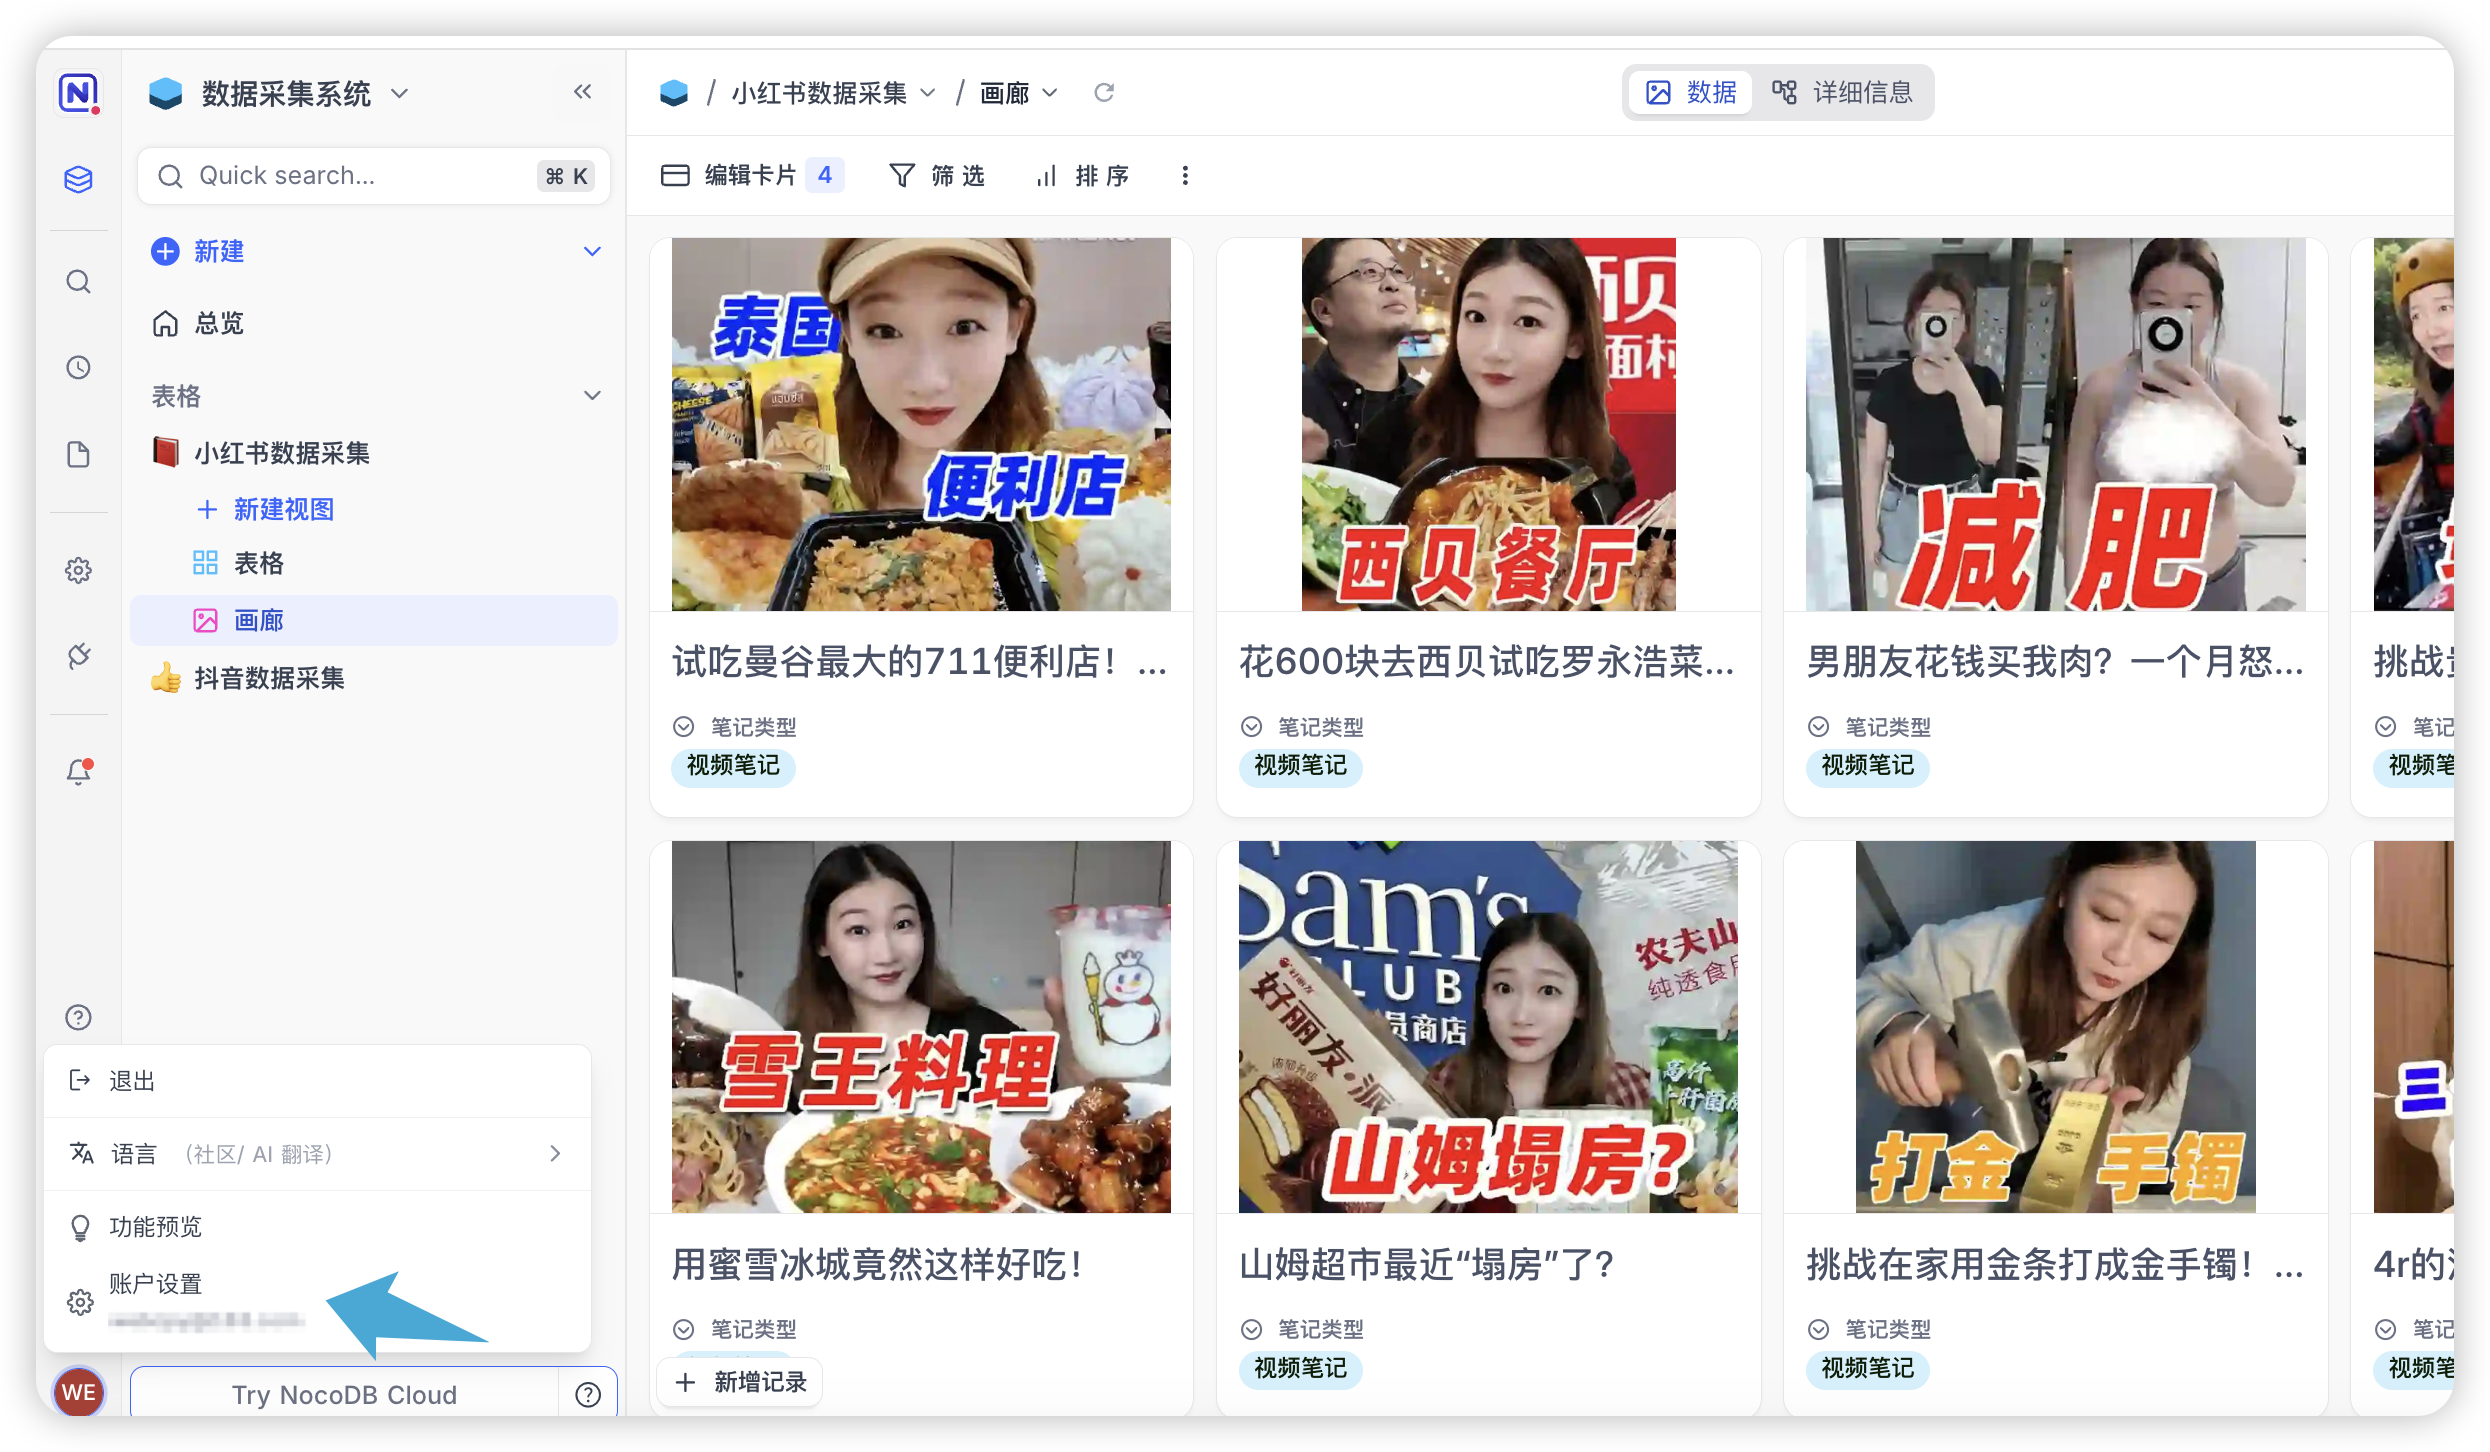 数据采集系统
Quick search...
⌘ K
新建
总览
表格
小红书数据采集
新建视图
表格
画廊
抖音数据采集
退出
语言 (社区/ AI 翻译)
功能预览
账户设置
WE
Try NocoDB Cloud
/ 小红书数据采集 / 画廊
数据
详细信息
编辑卡片 4
筛选
排序
泰国
CHEESE
便利店
试吃曼谷最大的711便利店！...
笔记类型
视频笔记
面村
西贝餐厅
花600块去西贝试吃罗永浩菜...
笔记类型
视频笔记
减肥
男朋友花钱买我肉？一个月怒...
笔记类型
视频笔记
挑战
笔记
视频笔
雪王料理
用蜜雪冰城竟然这样好吃！
笔记类型
新增记录
Sam's
CLUB
员商店
好丽友·派
农夫山
纯透食用
山姆塌房?
山姆超市最近“塌房”了？
笔记类型
视频笔记
打金手镯
挑战在家用金条打成金手镯！...
笔记类型
视频笔记
三
4r的
笔记
视频笔